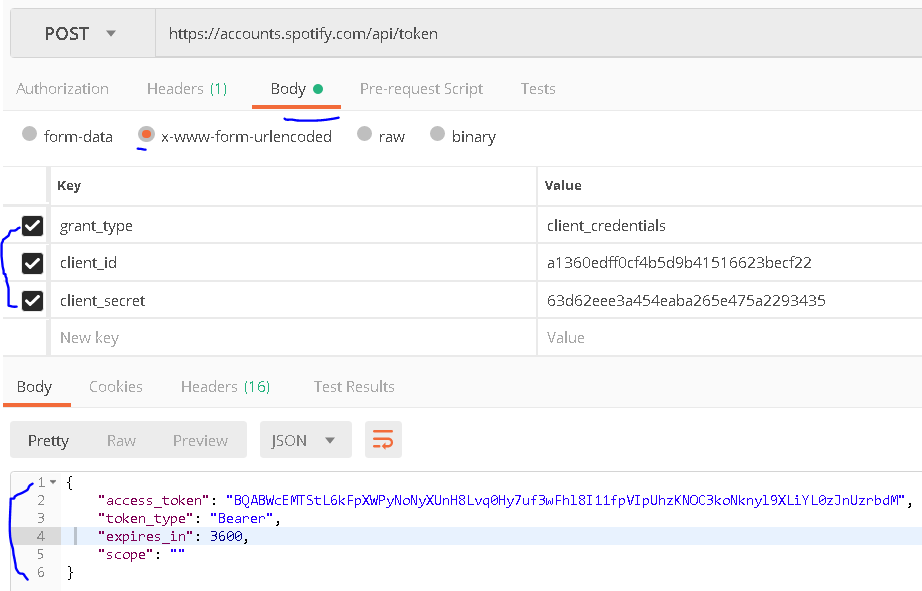 POST https://accounts.spotify.com/api/token
Authorization Headers (1) Body Pre-request Script Tests
form-data x-www-form-urlencoded raw binary
Key Value
grant_type client_credentials
client_id a1360edff0cf4b5d9b41516623becf22
client_secret 63d62eee3a454eaba265e475a2293435
New key Value
Body Cookies Headers (16) Test Results
Pretty Raw Preview JSON
1 {
2 "access_token": "BQABWcEMTStL6kFpXWPyNoNyXUnH8Lvq0Hy7uf3wFhl8I11fpVIpUhzKNOC3koNknyl9XLiYL0zJnUzrbdM",
3 "token_type": "Bearer",
4 "expires_in": 3600,
5 "scope": ""
6 }